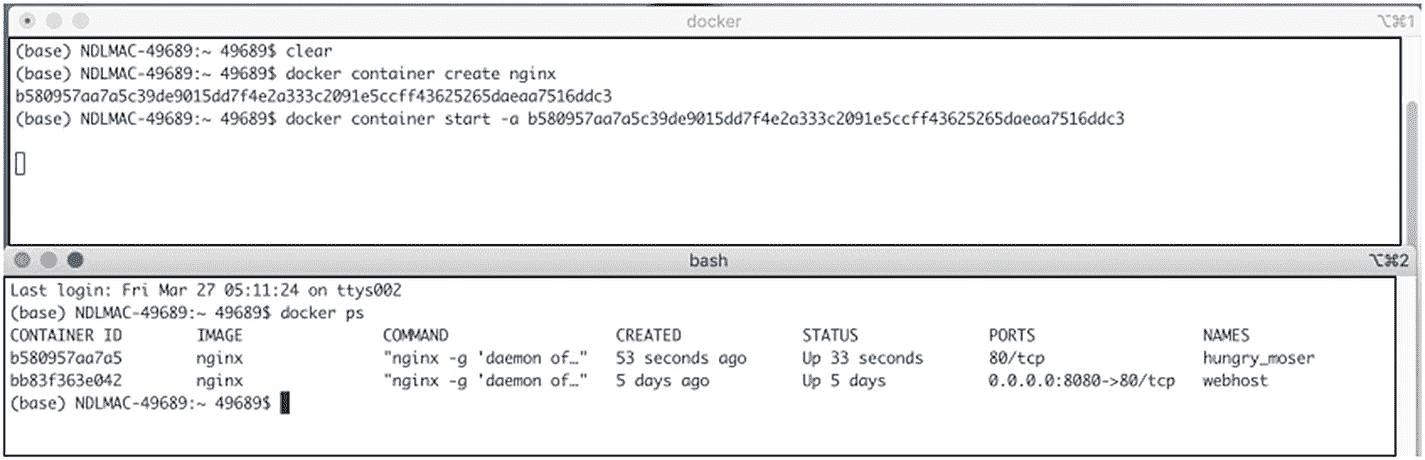 docker
⌥⌘1
(base) NDLMAC-49689:~ 49689$ clear
(base) NDLMAC-49689:~ 49689$ docker container create nginx
b580957aa7a5c39de9015dd7f4e2a333c2091e5ccff43625265daeaa7516ddc3
(base) NDLMAC-49689:~ 49689$ docker container start -a b580957aa7a5c39de9015dd7f4e2a333c2091e5ccff43625265daeaa7516ddc3
bash
⌥⌘2
Last login: Fri Mar 27 05:11:24 on ttys002
(base) NDLMAC-49689:~ 49689$ docker ps
CONTAINER ID IMAGE COMMAND CREATED STATUS PORTS NAMES
b580957aa7a5 nginx "nginx -g 'daemon of…" 53 seconds ago Up 33 seconds 80/tcp hungry_moser
bb83f363e042 nginx "nginx -g 'daemon of…" 5 days ago Up 5 days 0.0.0.0:8080->80/tcp webhost
(base) NDLMAC-49689:~ 49689$